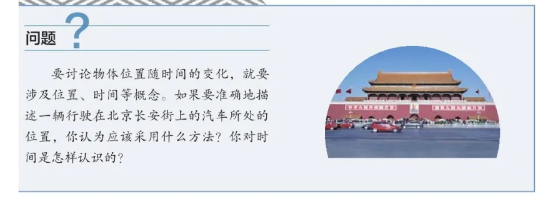 问题?
要讨论物体位置随时间的变化，就要
涉及位置、时间等概念。如果要准确地描
述一辆行驶在北京长安街上的汽车所处的
位置，你认为应该采用什么方法？你对时
间是怎样认识的？